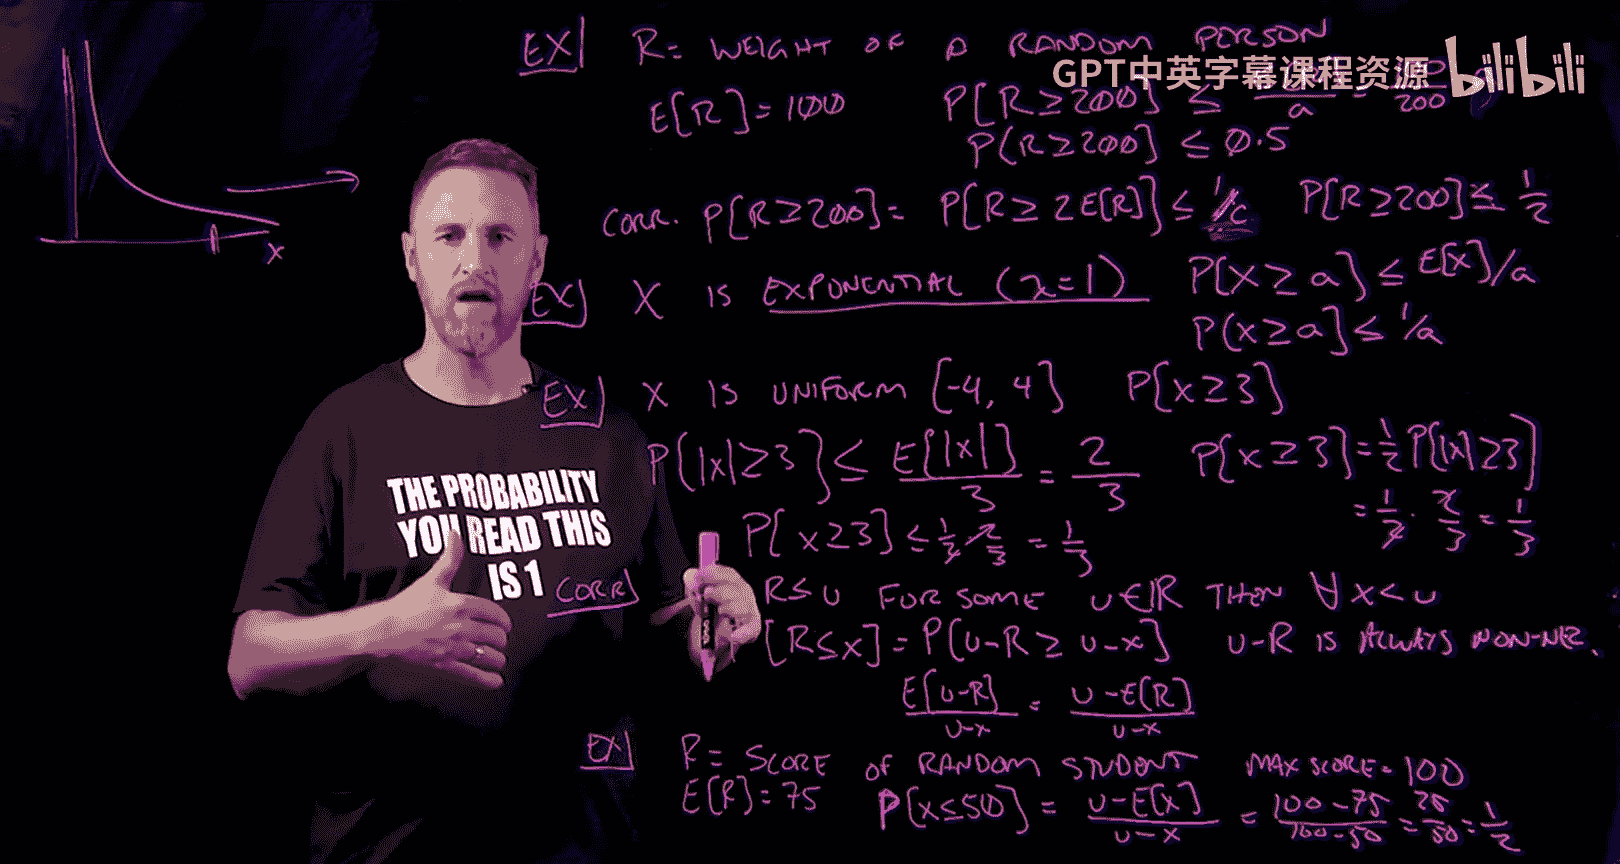 EX R = WEIGHT OF A RANDOM PERSON
GPT中英字幕课程资源 bilibili
E[R] = 100 P[R ≥ 200] ≤ /a = /200
P[R ≥ 200] ≤ 0.5
CORR. P[R ≥ 200] = P[R ≥ 2E[R]] ≤ 1/c P[R ≥ 200] ≤ 1/2
EX X IS EXPONENTIAL (λ=1) P[X ≥ a] ≤ E[X]/a
P[X ≥ a] ≤ 1/a
X
EX X IS UNIFORM [-4, 4] P[X ≥ 3]
P[|X| ≥ 3] ≤ E[|X|]/3 = 2/3 P[X ≥ 3] = 1/2 P[|X| ≥ 3]
= 1/2 · 2/3 = 1/3
P[X ≥ 3] ≤ 1/2 · 2/3 = 1/3
THE PROBABILITY
YOU READ THIS
IS 1
CORR R ≤ U FOR SOME U ∈ ℝ THEN ∀ X < U
[R ≤ X] = P[U-R ≥ U-X] U-R IS ALWAYS NON-NEG.
E[U-R]/U-X = U-E[R]/U-X
EX R = SCORE OF RANDOM STUDENT MAX SCORE = 100
E[R] = 75 P[X ≤ 50] = U-E[X]/U-X = 100-75/100-50 = 25/50 = 1/2